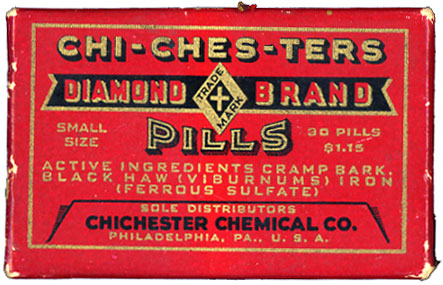 CHI-CHES-TERS
DIAMOND TRADE MARK BRAND
SMALL SIZE PILLS 30 PILLS $1.15
ACTIVE INGREDIENTS CRAMP BARK,
BLACK HAW (VIBURNUMS) IRON
(FERROUS SULFATE)
SOLE DISTRIBUTORS
CHICHESTER CHEMICAL CO.
PHILADELPHIA, PA., U. S. A.